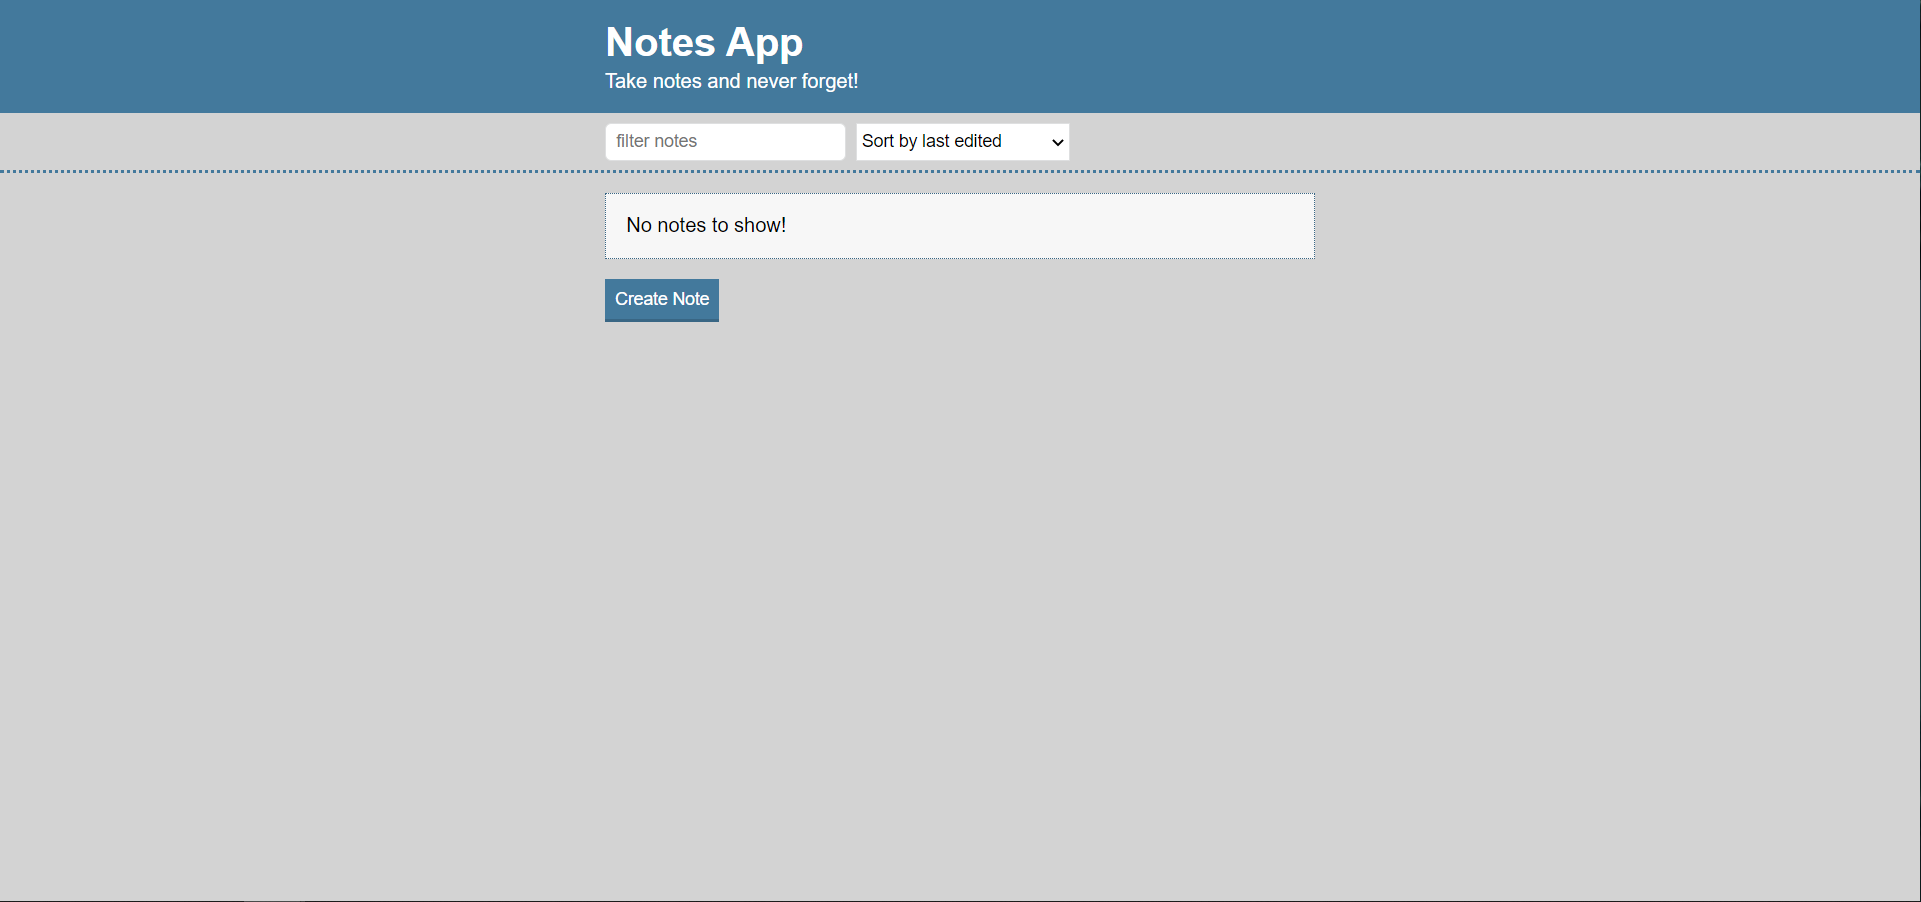 Notes App
Take notes and never forget!
filter notes
Sort by last edited
No notes to show!
Create Note